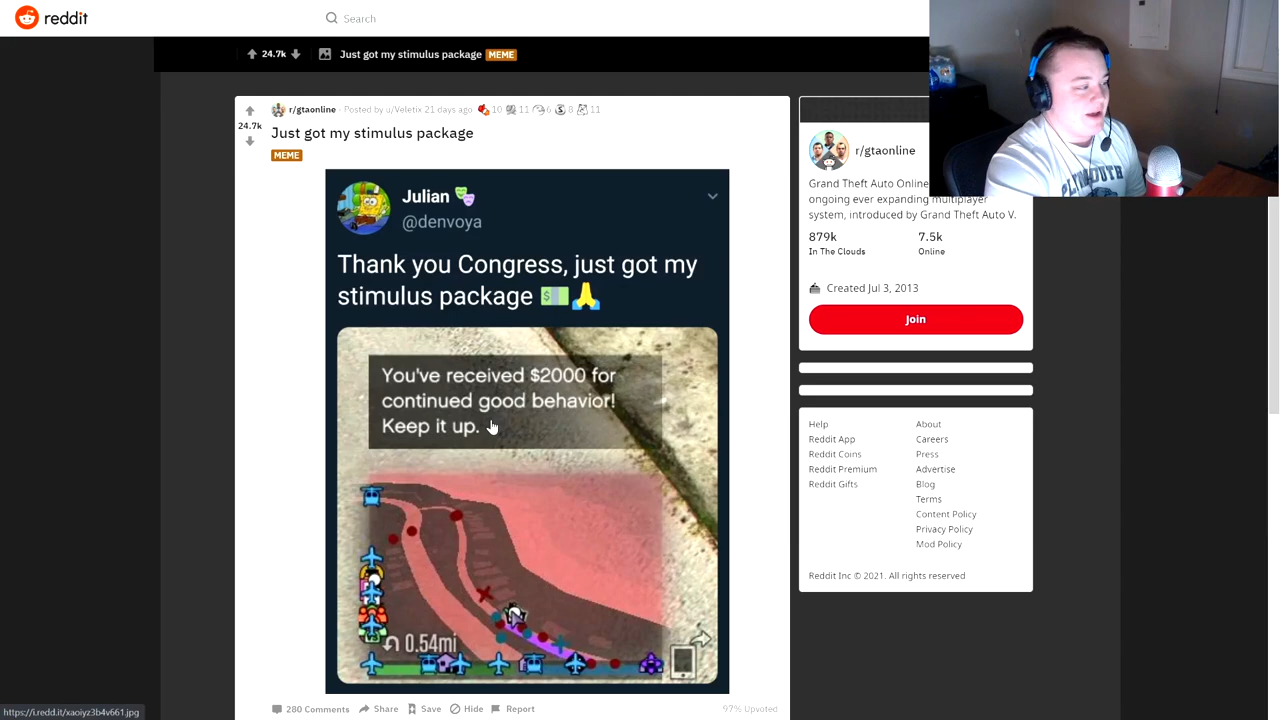 reddit
Search
24.7k
Just got my stimulus package MEME
r/gtaonline · Posted by u/Veletix 21 days ago 10 11 6 8 11
24.7k
Just got my stimulus package
MEME
Julian
@denvoya
Thank you Congress, just got my
stimulus package
You've received $2000 for
continued good behavior!
Keep it up.
0.54mi
280 Comments Share Save Hide Report
97% Upvoted
r/gtaonline
Grand Theft Auto Online
ongoing ever expanding multiplayer
system, introduced by Grand Theft Auto V.
879k 7.5k
In The Clouds Online
Created Jul 3, 2013
Join
Help About
Reddit App Careers
Reddit Coins Press
Reddit Premium Advertise
Reddit Gifts Blog
Terms
Content Policy
Privacy Policy
Mod Policy
Reddit Inc © 2021. All rights reserved
PLYMOUTH
https://i.redd.it/xaoiyz3b4v661.jpg